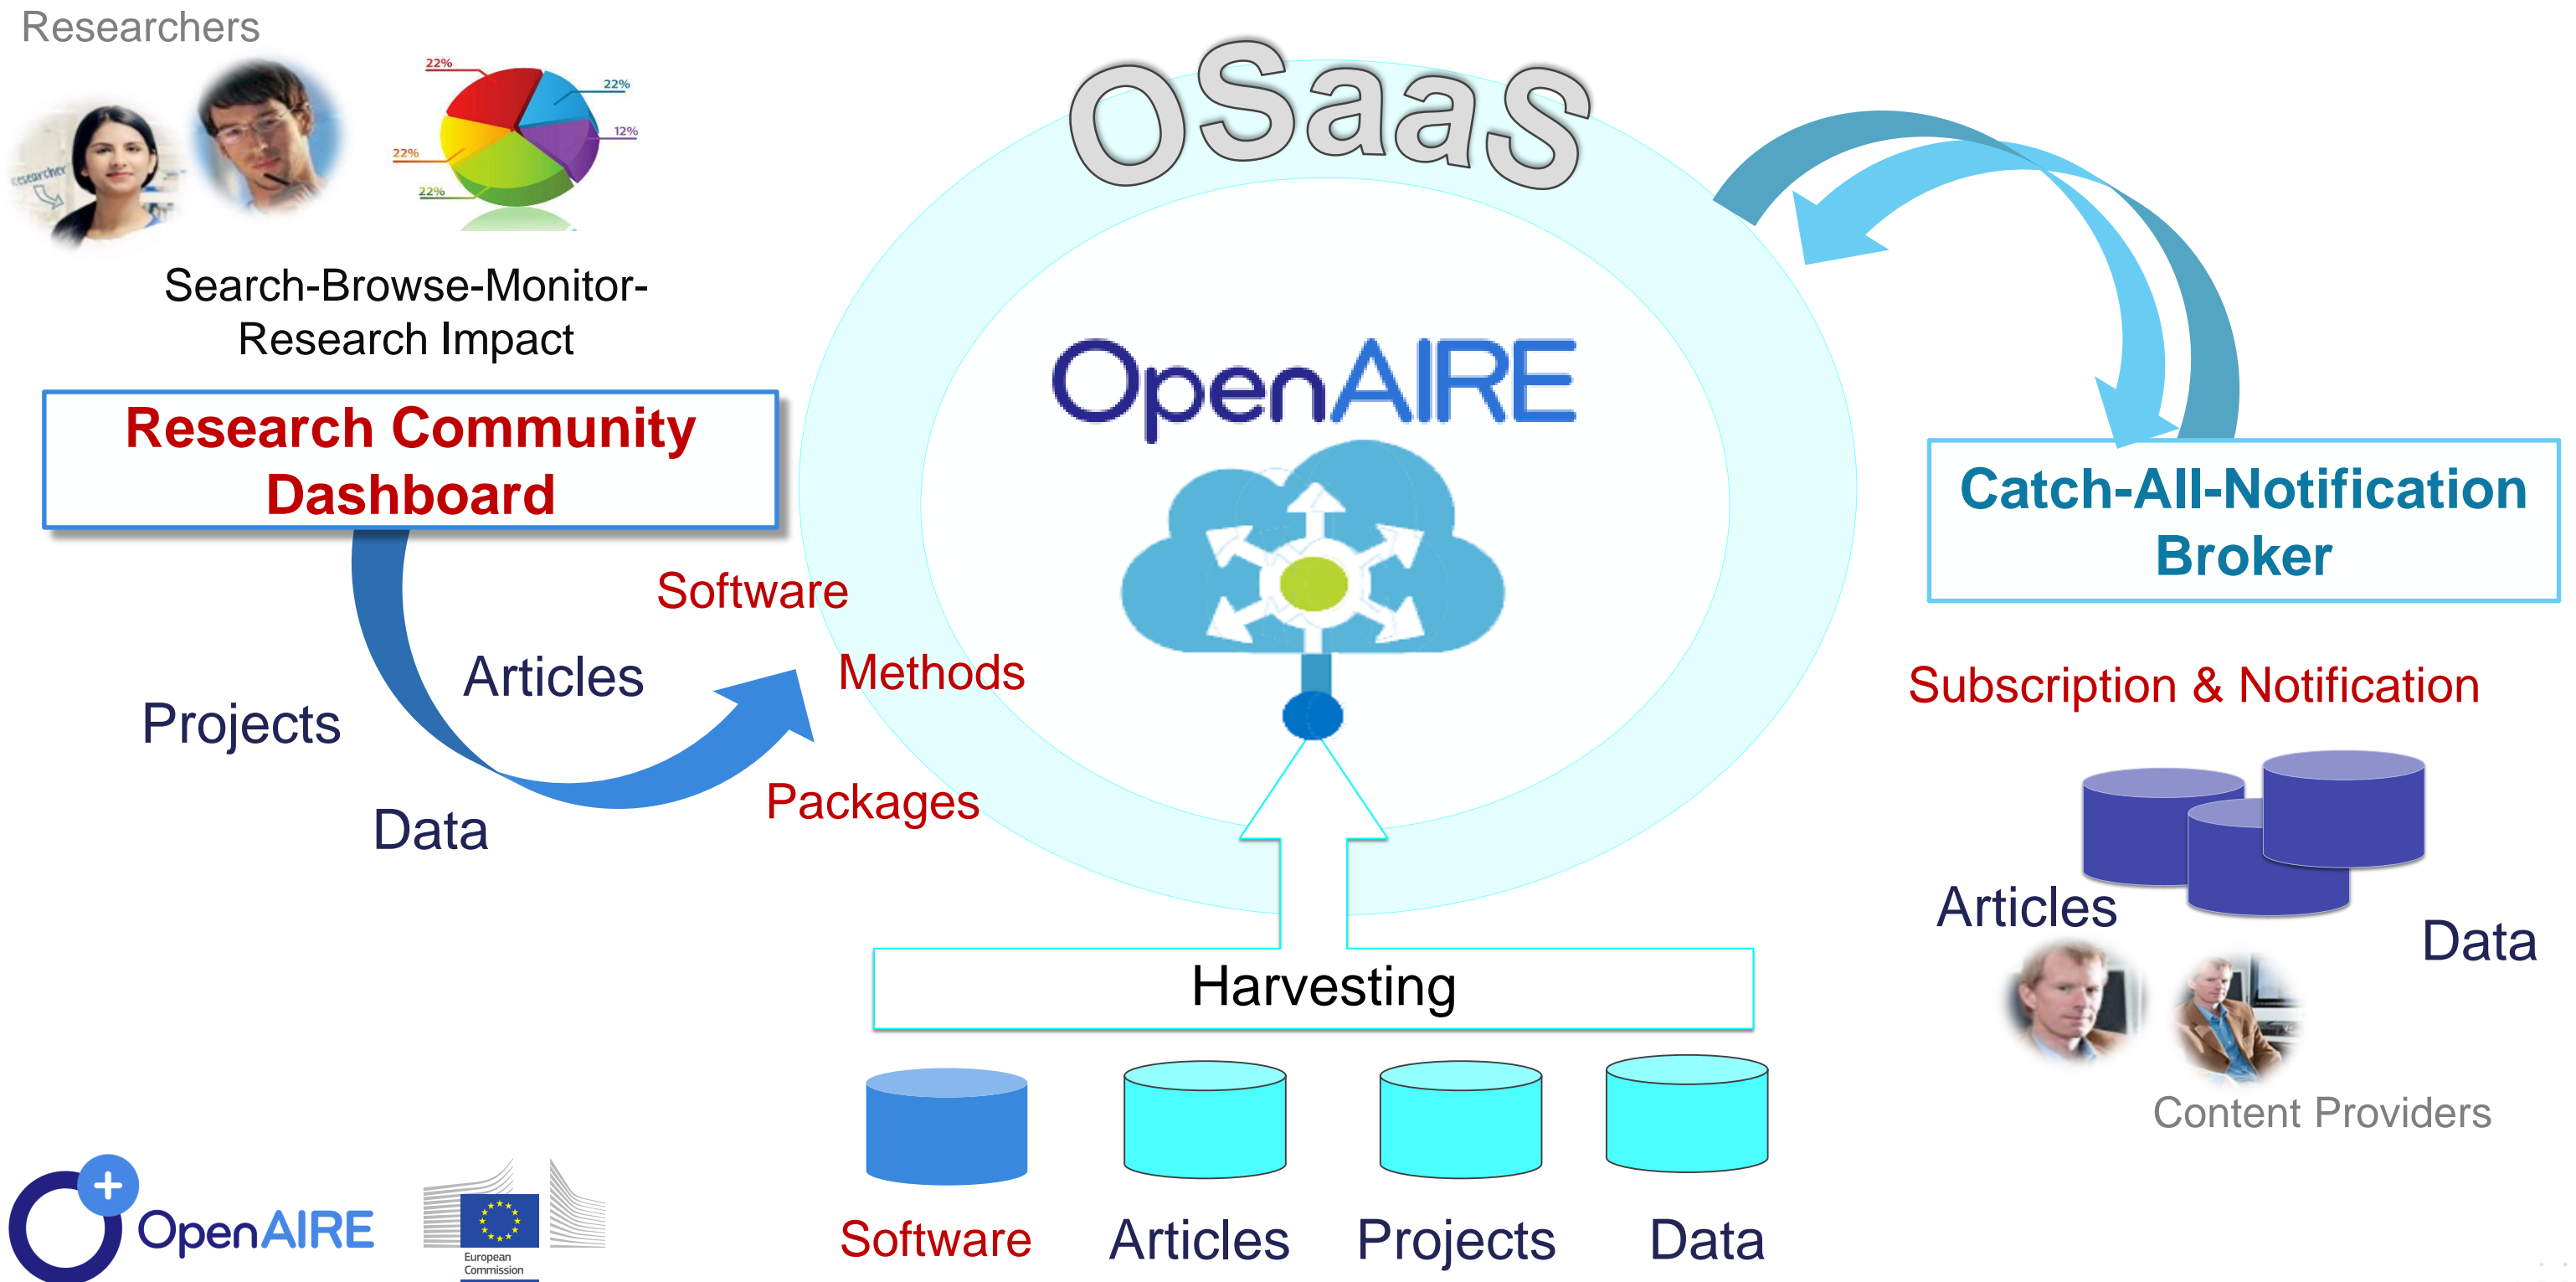 Researchers
researcher
22%
22%
12%
22%
22%
Search-Browse-Monitor-
Research Impact
Research Community
Dashboard
Software
Articles
Methods
Projects
Packages
Data
OSaaS
OpenAIRE
Catch-All-Notification
Broker
Subscription & Notification
Articles
Data
Content Providers
Harvesting
Software
Articles
Projects
Data
OpenAIRE
European
Commission